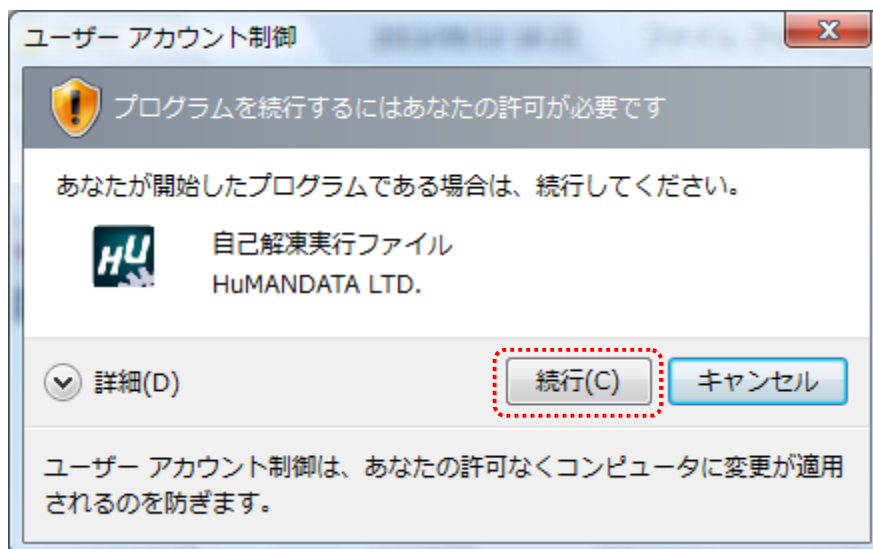 ユーザー アカウント制御
プログラムを続行するにはあなたの許可が必要です
あなたが開始したプログラムである場合は、続行してください。
HU
自己解凍実行ファイル
HuMANDATA LTD.
詳細(D)
続行(C)
キャンセル
ユーザー アカウント制御は、あなたの許可なくコンピュータに変更が適用
されるのを防ぎます。